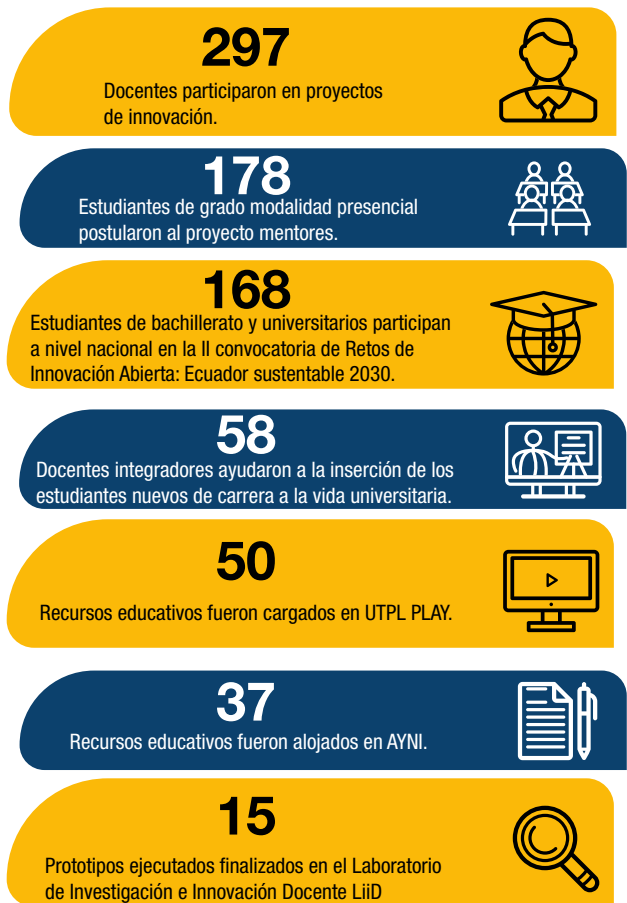 297
Docentes participaron en proyectos
de innovación.
178
Estudiantes de grado modalidad presencial
postularon al proyecto mentores.
168
Estudiantes de bachillerato y universitarios participan
a nivel nacional en la II convocatoria de Retos de
Innovación Abierta: Ecuador sustentable 2030.
58
Docentes integradores ayudaron a la inserción de los
estudiantes nuevos de carrera a la vida universitaria.
50
Recursos educativos fueron cargados en UTPL PLAY.
37
Recursos educativos fueron alojados en AYNI.
15
Prototipos ejecutados finalizados en el Laboratorio
de Investigación e Innovación Docente LiiD